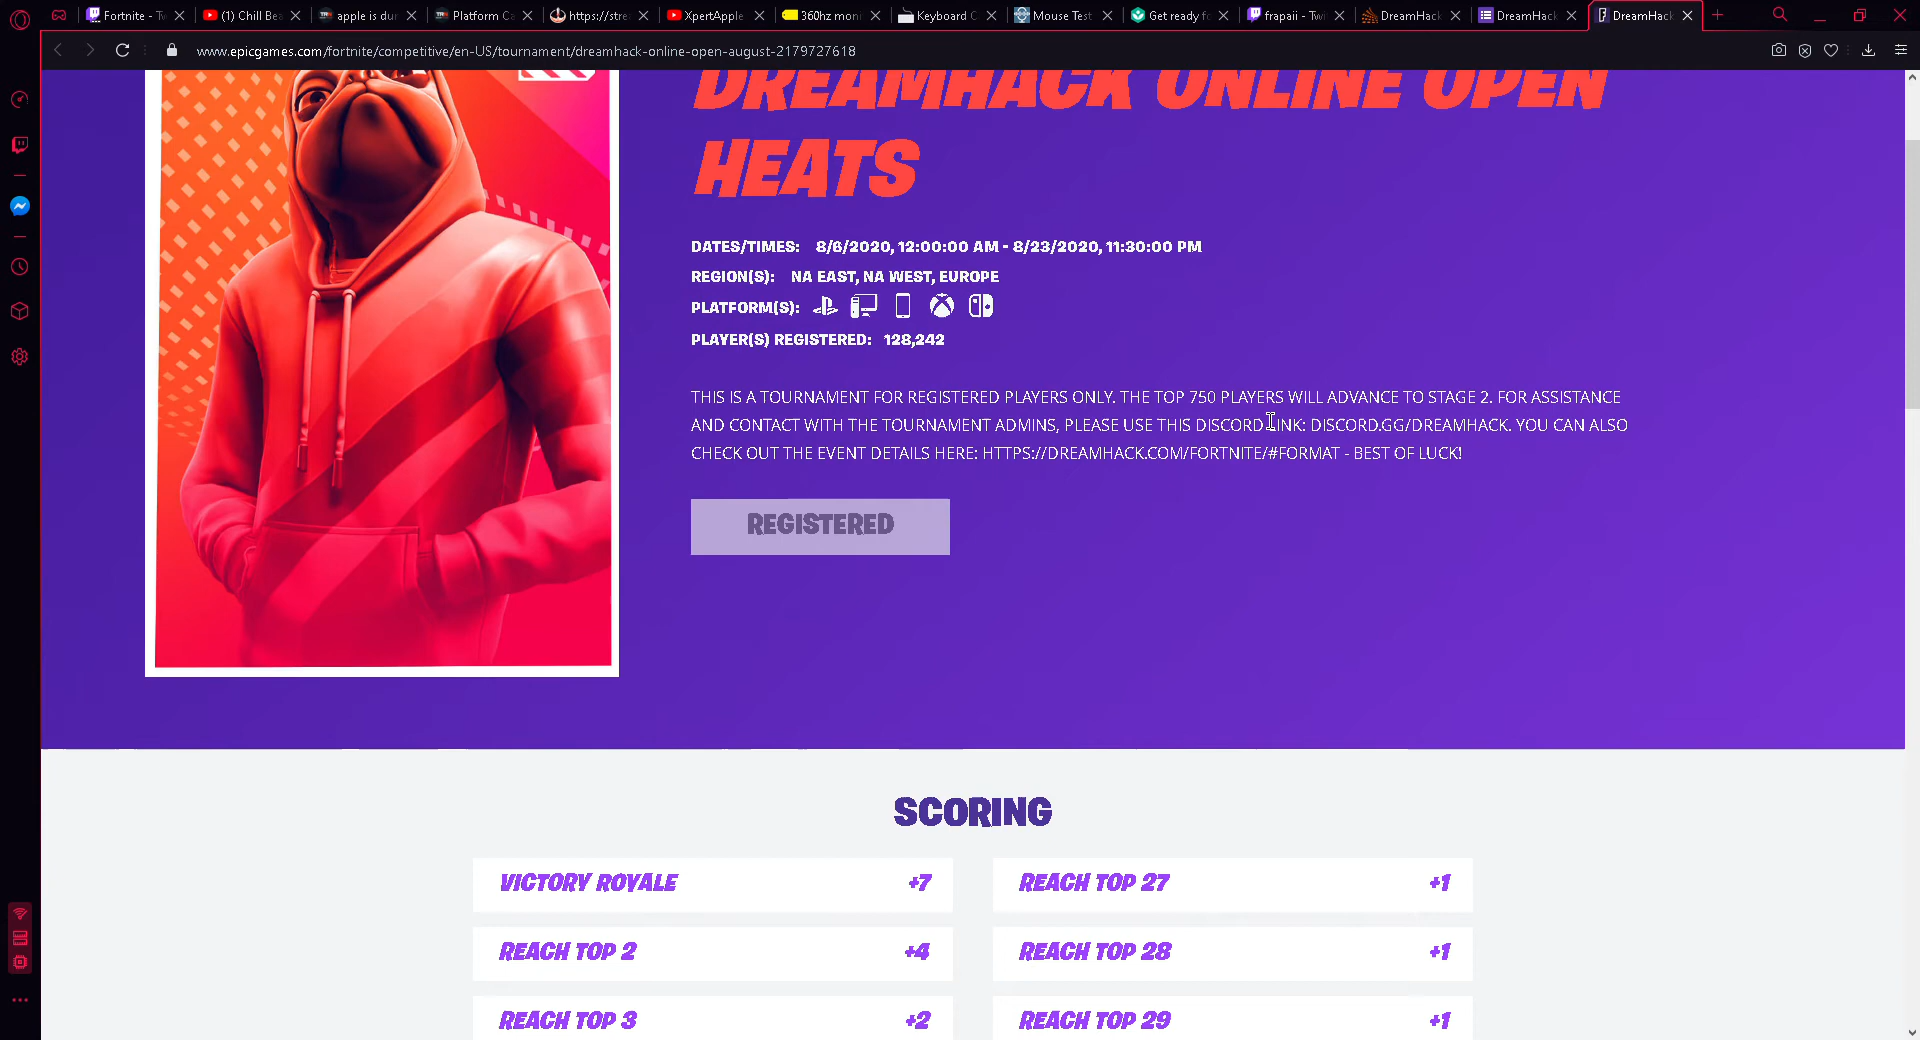 Fortnite - Tw
(1) Chill Bea
apple is dur
Platform Ca
https://stre
XpertApple
360hz moni
Keyboard C
Mouse Test
Get ready fo
frapaii - Twi
DreamHack
DreamHack
DreamHack
www.epicgames.com/fortnite/competitive/en-US/tournament/dreamhack-online-open-august-2179727618
DREAMHACK ONLINE OPEN
HEATS
DATES/TIMES: 8/6/2020, 12:00:00 AM - 8/23/2020, 11:30:00 PM
REGION(S): NA EAST, NA WEST, EUROPE
PLATFORM(S):
PLAYER(S) REGISTERED: 128,242
THIS IS A TOURNAMENT FOR REGISTERED PLAYERS ONLY. THE TOP 750 PLAYERS WILL ADVANCE TO STAGE 2. FOR ASSISTANCE
AND CONTACT WITH THE TOURNAMENT ADMINS, PLEASE USE THIS DISCORD LINK: DISCORD.GG/DREAMHACK. YOU CAN ALSO
CHECK OUT THE EVENT DETAILS HERE: HTTPS://DREAMHACK.COM/FORTNITE/#FORMAT - BEST OF LUCK!
REGISTERED
SCORING
VICTORY ROYALE +7
REACH TOP 27 +1
REACH TOP 2 +4
REACH TOP 28 +1
REACH TOP 3 +2
REACH TOP 29 +1